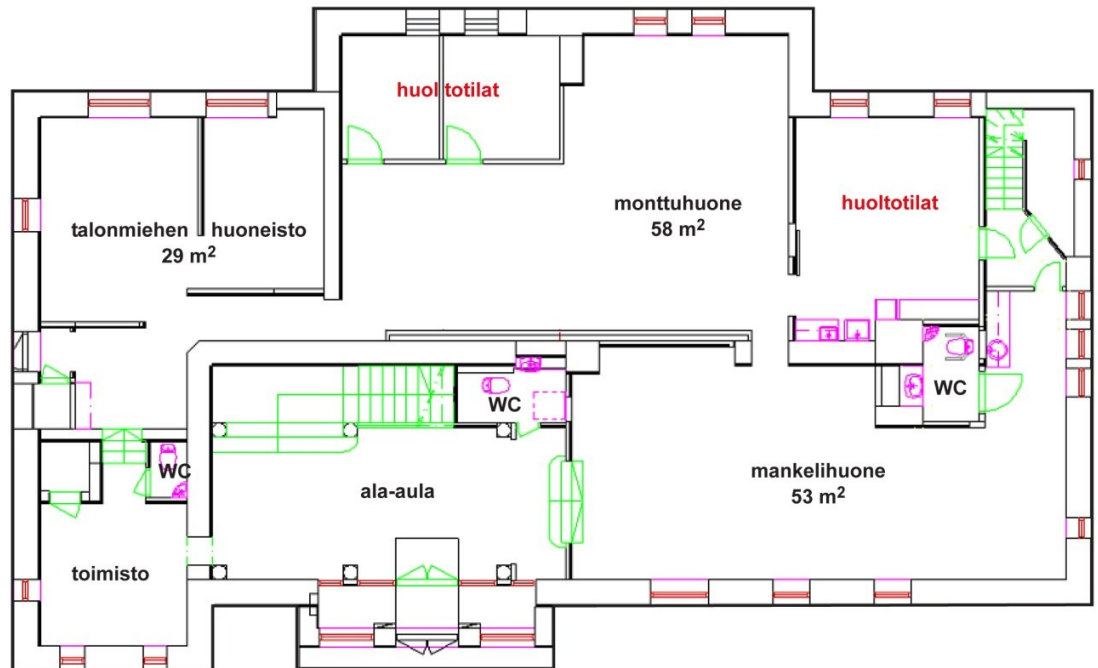 huoltotilat
monttuhuone
58 m²
huoltotilat
talonmiehen huoneisto
29 m²
WC
WC
WC
mankelihuone
53 m²
ala-aula
toimisto